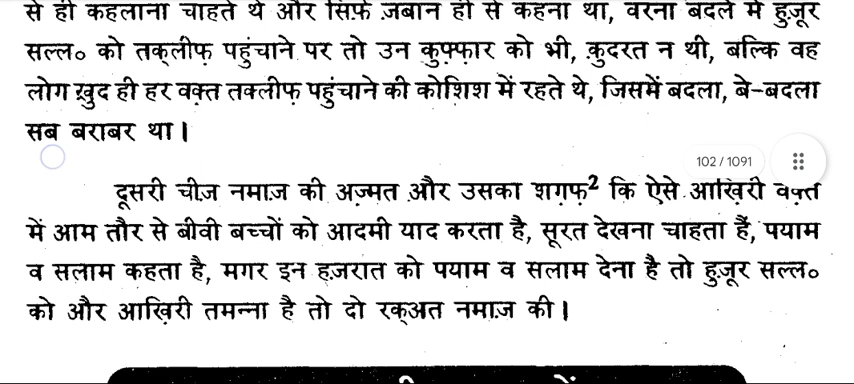 से ही कहलाना चाहते थे और सिर्फ़ ज़बान ही से कहना था, वरना बदले में हुज़ूर
सल्ल० को तक्लीफ़ पहुंचाने पर तो उन कुफ़्फ़ार को भी, क़ुदरत न थी, बल्कि वह
लोग ख़ुद ही हर वक़्त तक्लीफ़ पहुंचाने की कोशिश में रहते थे, जिसमें बदला, बे-बदला
सब बराबर था।
102 / 1091
दूसरी चीज़ नमाज़ की अज़्मत और उसका शग़फ़² कि ऐसे आख़िरी वक़्त
में आम तौर से बीवी बच्चों को आदमी याद करता है, सूरत देखना चाहता हैं, पयाम
व सलाम कहता है, मगर इन हज़रात को पयाम व सलाम देना है तो हुज़ूर सल्ल०
को और आख़िरी तमन्ना है तो दो रक्अत नमाज़ की।